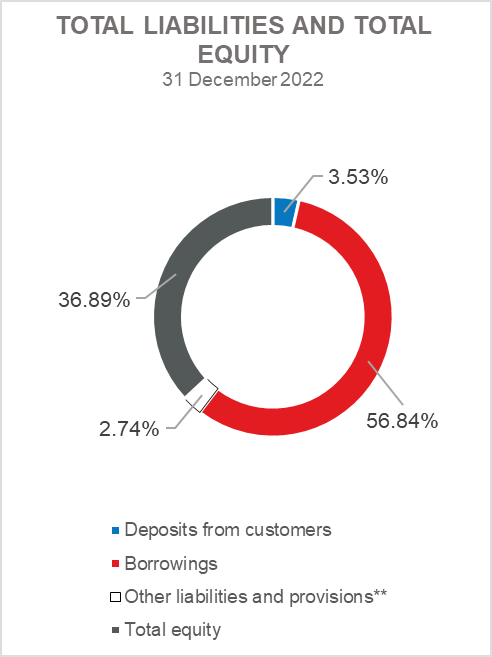 TOTAL LIABILITIES AND TOTAL
EQUITY
31 December 2022
3.53%
36.89%
56.84%
2.74%
Deposits from customers
Borrowings
Other liabilities and provisions**
Total equity